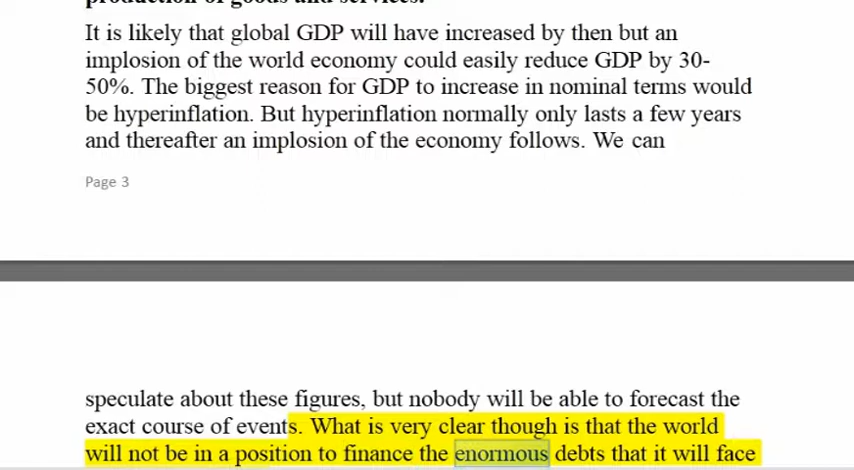 production of goods and services.
It is likely that global GDP will have increased by then but an
implosion of the world economy could easily reduce GDP by 30-
50%. The biggest reason for GDP to increase in nominal terms would
be hyperinflation. But hyperinflation normally only lasts a few years
and thereafter an implosion of the economy follows. We can
Page 3
speculate about these figures, but nobody will be able to forecast the
exact course of events. What is very clear though is that the world
will not be in a position to finance the enormous debts that it will face